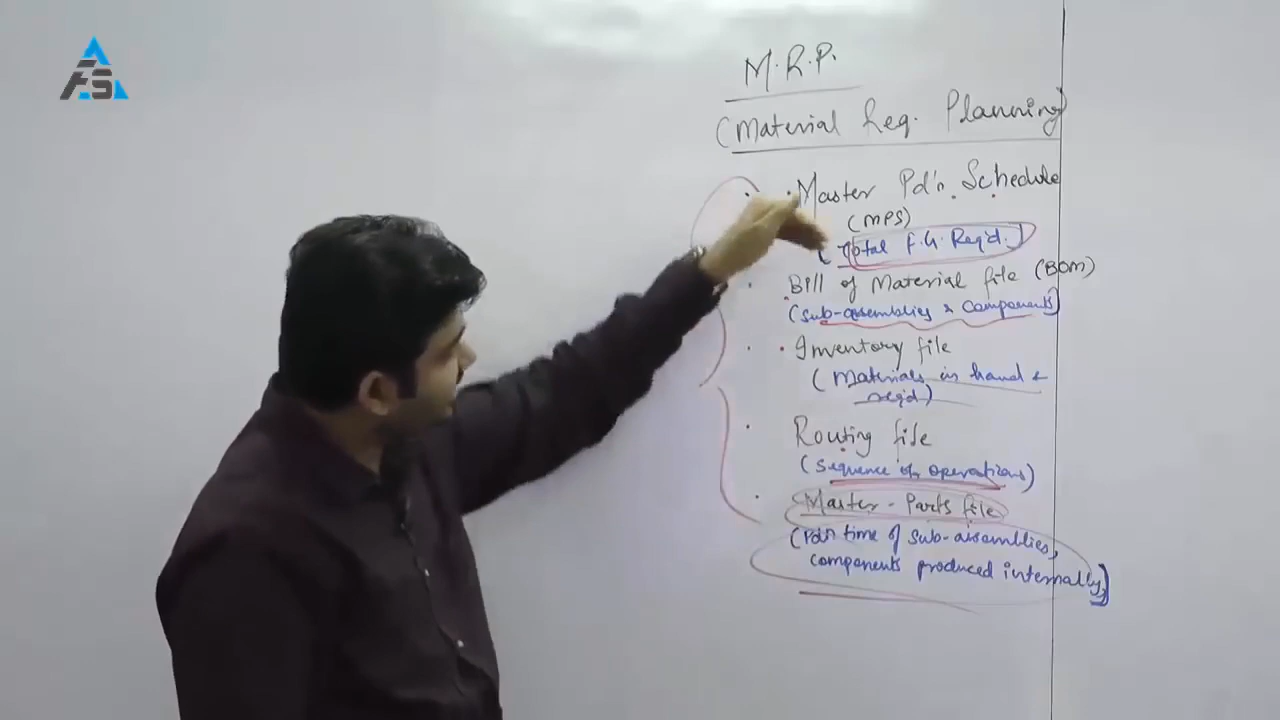 FS
M.R.P.
(Material Req. Planning)
Master Pd'n Schedule
(MPS)
(Total F.G. Req'd.)
Bill of Material file (BOM)
(sub-assemblies & components)
Inventory file
(Materials in hand &
req'd)
Routing file
(sequence of operations)
Master-Parts file
(Pd'n time of sub-assemblies,
components produced internally)